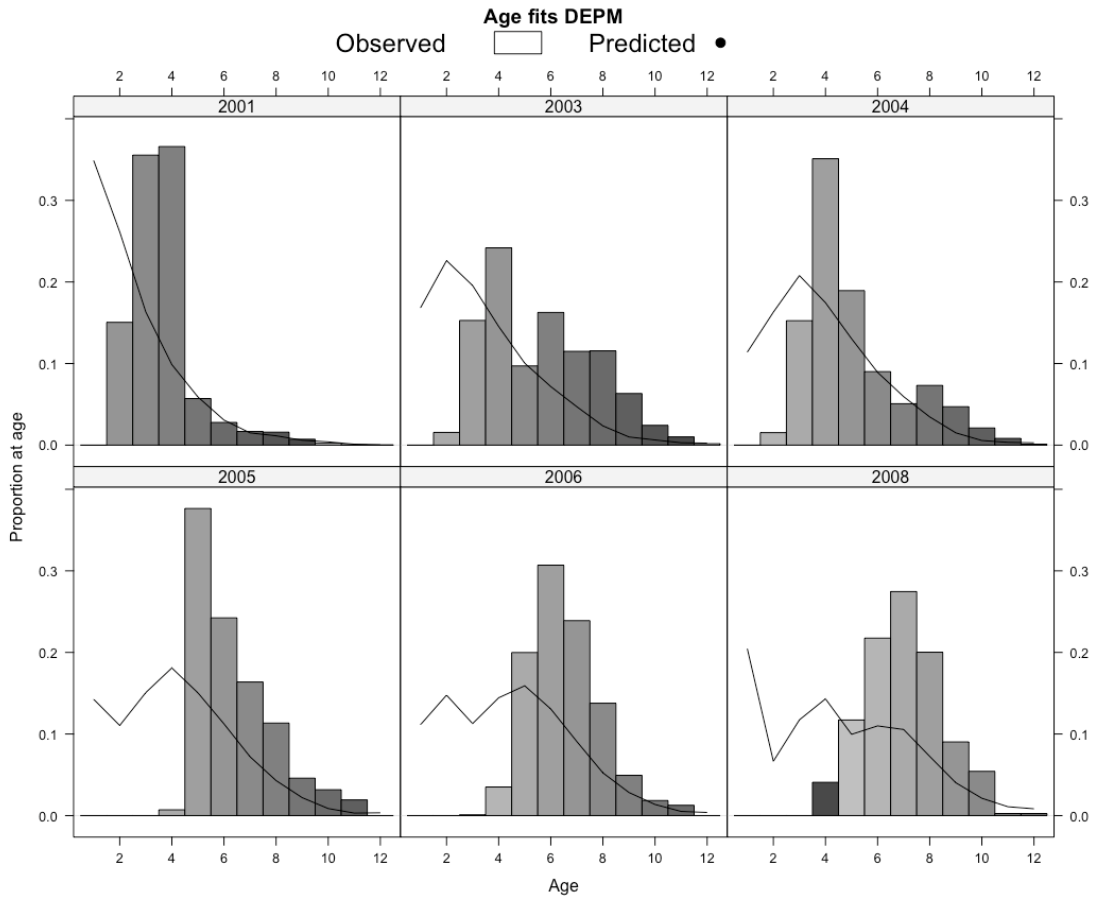 Age fits DEPM
Observed Predicted
2 4 6 8 10 12 2 4 6 8 10 12 2 4 6 8 10 12
2001 2003 2004
0.3 0.3
0.2 0.2
0.1 0.1
0.0 0.0
2005 2006 2008
0.3 0.3
0.2 0.2
0.1 0.1
0.0 0.0
Proportion at age
2 4 6 8 10 12 2 4 6 8 10 12 2 4 6 8 10 12
Age